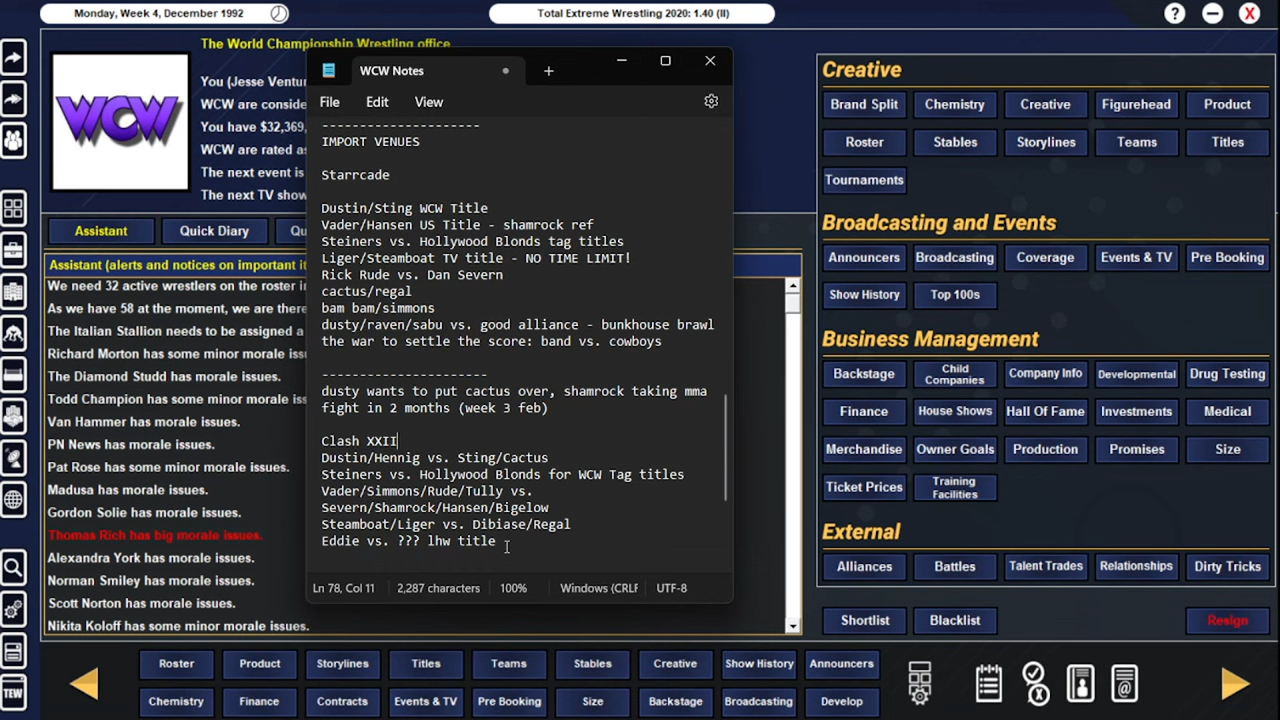 Monday, Week 4, December 1992
Total Extreme Wrestling 2020: 1.40 (II)
?
X
The World Championship Wrestling office
WCW
You (Jesse Ventu
WCW are conside
You have $32,369,
WCW are rated as
The next event is
The next TV show
Assistant
Quick Diary
Qu
Assistant (alerts and notices on important it
We need 32 active wrestlers on the roster i
As we have 58 at the moment, we are there
The Italian Stallion needs to be assigned a
Richard Morton has some minor morale iss
The Diamond Studd has morale issues.
Todd Champion has some minor morale iss
Van Hammer has morale issues.
PN News has morale issues.
Pat Rose has some minor morale issues.
Madusa has morale issues.
Gordon Solie has morale issues.
Thomas Rich has big morale issues.
Alexandra York has morale issues.
Norman Smiley has morale issues.
Scott Norton has morale issues.
Nikita Koloff has some minor morale issues.
WCW Notes
File Edit View
---------------------
IMPORT VENUES
Starrcade
Dustin/Sting WCW Title
Vader/Hansen US Title - shamrock ref
Steiners vs. Hollywood Blonds tag titles
Liger/Steamboat TV title - NO TIME LIMIT!
Rick Rude vs. Dan Severn
cactus/regal
bam bam/simmons
dusty/raven/sabu vs. good alliance - bunkhouse brawl
the war to settle the score: band vs. cowboys
----------------------
dusty wants to put cactus over, shamrock taking mma
fight in 2 months (week 3 feb)
Clash XXII
Dustin/Hennig vs. Sting/Cactus
Steiners vs. Hollywood Blonds for WCW Tag titles
Vader/Simmons/Rude/Tully vs.
Severn/Shamrock/Hansen/Bigelow
Steamboat/Liger vs. Dibiase/Regal
Eddie vs. ??? lhw title
Ln 78, Col 11
2,287 characters
100%
Windows (CRLF
UTF-8
Creative
Brand Split Chemistry Creative Figurehead Product
Roster Stables Storylines Teams Titles
Tournaments
Broadcasting and Events
Announcers Broadcasting Coverage Events & TV Pre Booking
Show History Top 100s
Business Management
Backstage Child Companies Company Info Developmental Drug Testing
Finance House Shows Hall Of Fame Investments Medical
Merchandise Owner Goals Production Promises Size
Ticket Prices Training Facilities
External
Alliances Battles Talent Trades Relationships Dirty Tricks
Shortlist Blacklist Resign
Roster Product Storylines Titles Teams Stables Creative Show History Announcers
Chemistry Finance Contracts Events & TV Pre Booking Size Backstage Broadcasting Develop
TEW